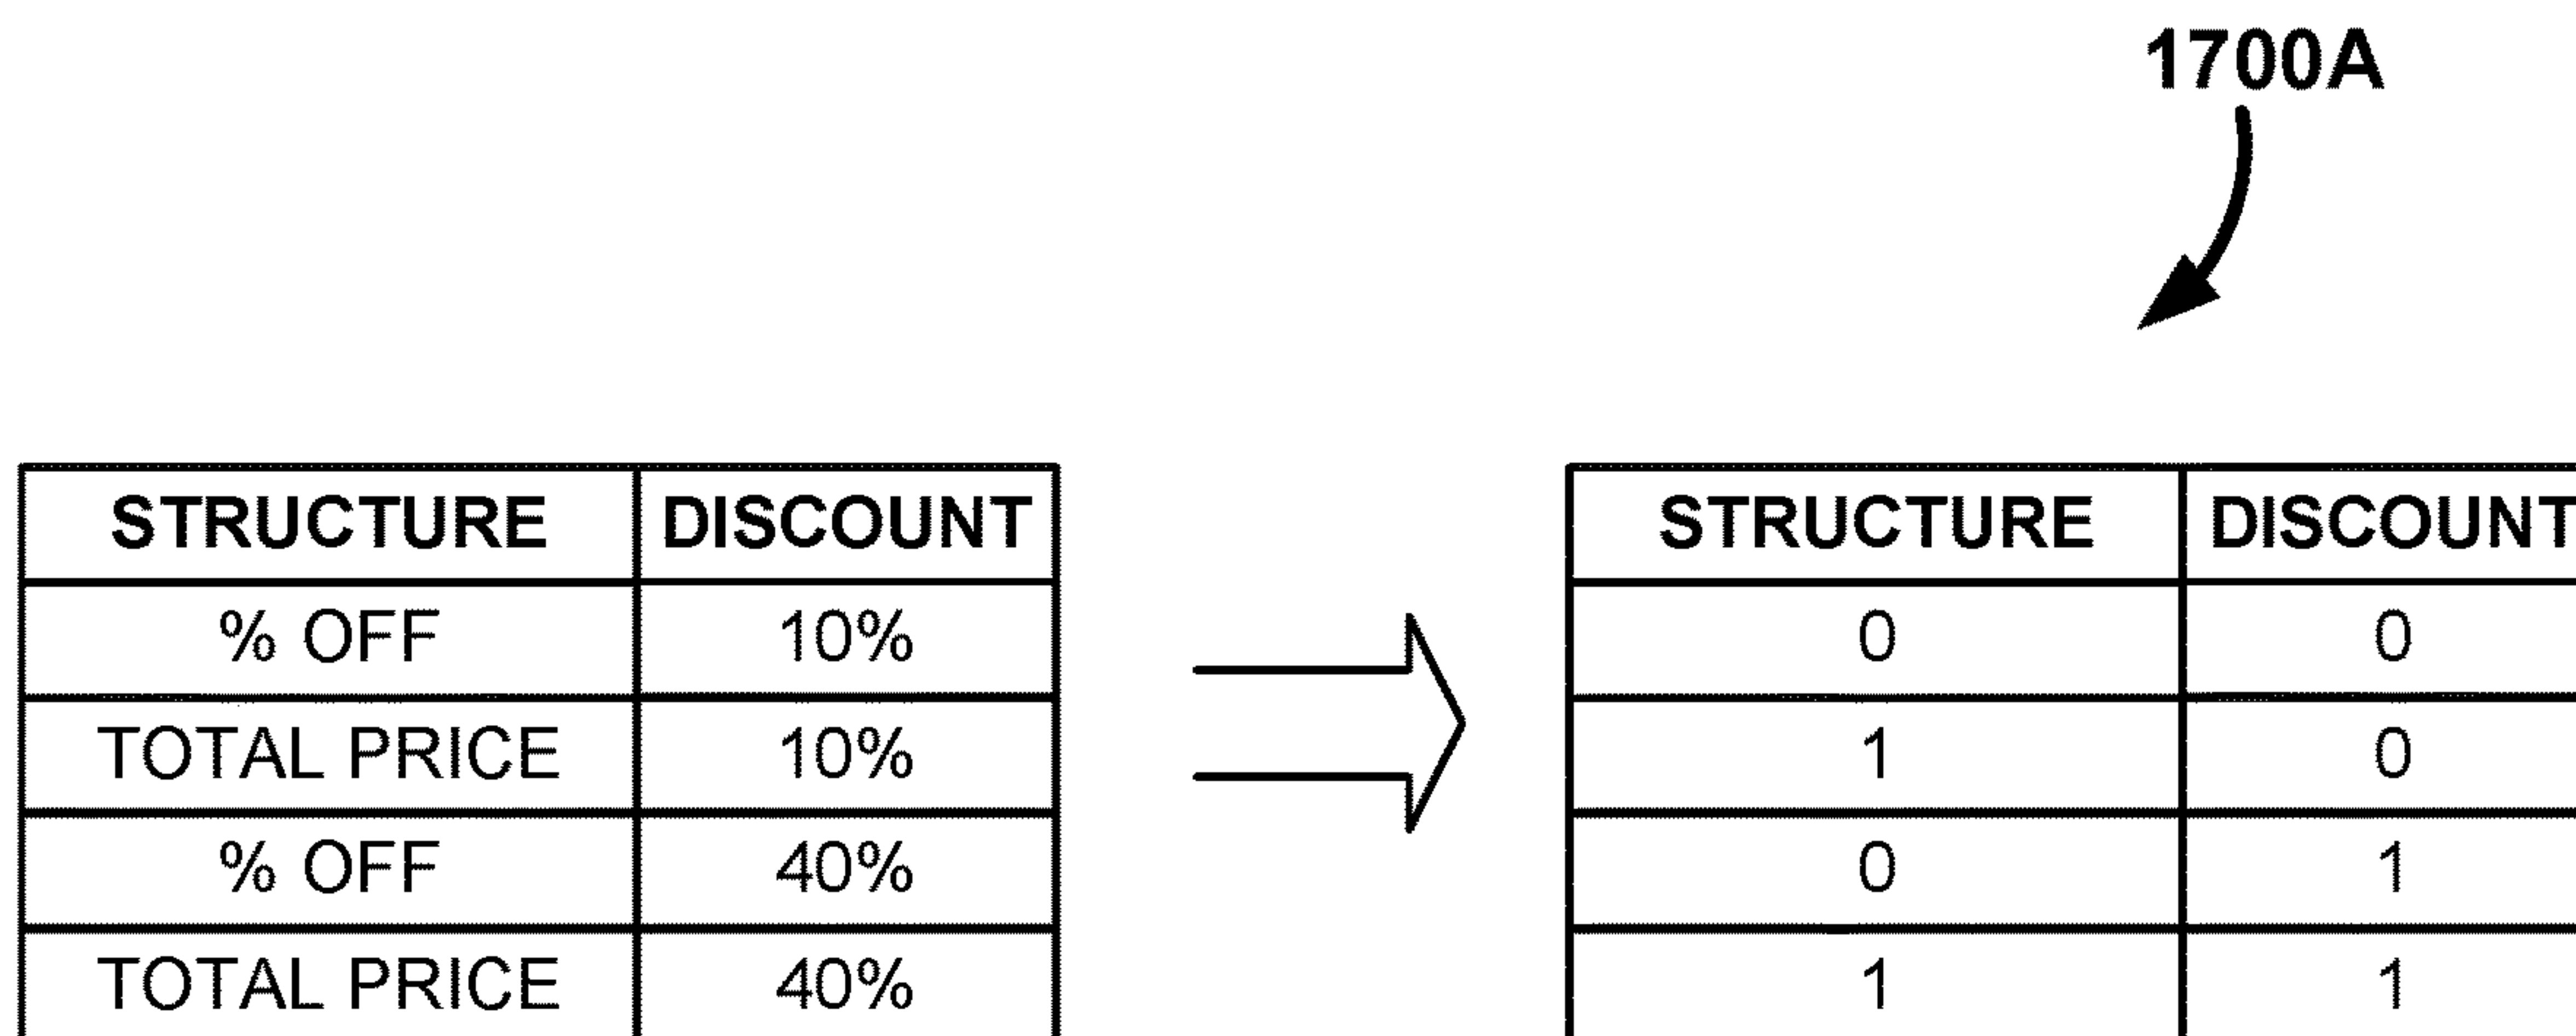 1700A
STRUCTURE DISCOUNT STRUCTURE DISCOUNT
% OFF 10% 0 0
TOTAL PRICE 10% 1 0
% OFF 40% 0 1
TOTAL PRICE 40% 1 1